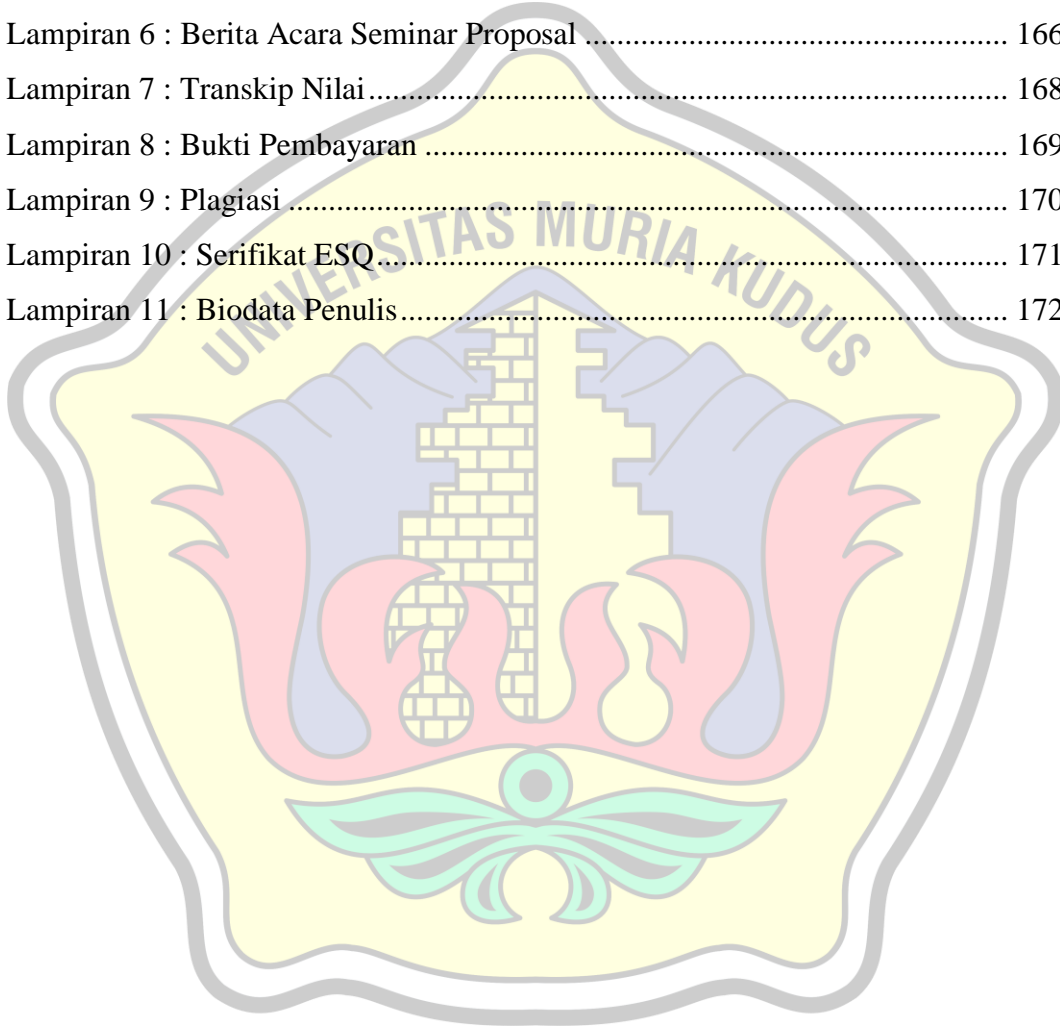 Lampiran 6 : Berita Acara Seminar Proposal ................................................... 166
Lampiran 7 : Transkip Nilai............................................................................. 168
Lampiran 8 : Bukti Pembayaran ...................................................................... 169
Lampiran 9 : Plagiasi ....................................................................................... 170
Lampiran 10 : Serifikat ESQ............................................................................ 171
Lampiran 11 : Biodata Penulis......................................................................... 172
UNIVERSITAS MURIA KUDUS